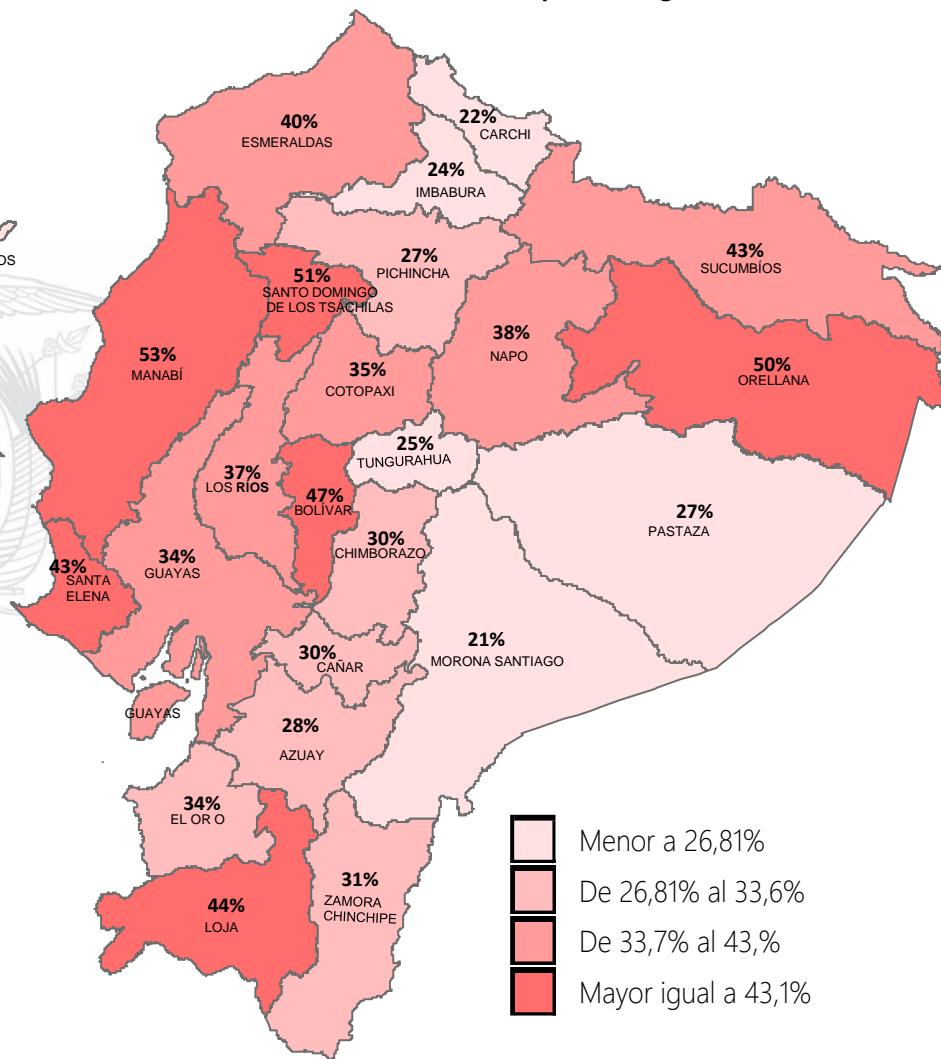 22%
CARCHI
40%
ESMERALDAS
24%
IMBABURA
OS
27%
PICHINCHA
43%
SUCUMBÍOS
51%
SANTO DOMINGO
DE LOS TSÁCHILAS
38%
NAPO
53%
MANABÍ
35%
COTOPAXI
50%
ORELLANA
25%
TUNGURAHUA
37%
LOS RÍOS
47%
BOLÍVAR
27%
PASTAZA
30%
CHIMBORAZO
34%
GUAYAS
43%
SANTA
ELENA
21%
MORONA SANTIAGO
30%
CAÑAR
GUAYAS
28%
AZUAY
34%
EL OR O
31%
ZAMORA
CHINCHIPE
44%
LOJA
Menor a 26,81%
De 26,81% al 33,6%
De 33,7% al 43,%
Mayor igual a 43,1%